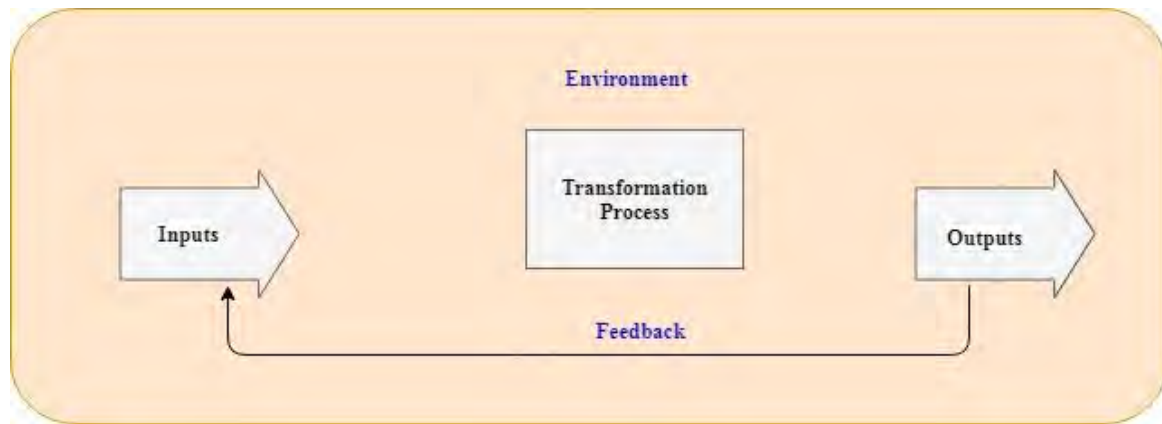 Environment
Transformation
Process
Inputs
Outputs
Feedback